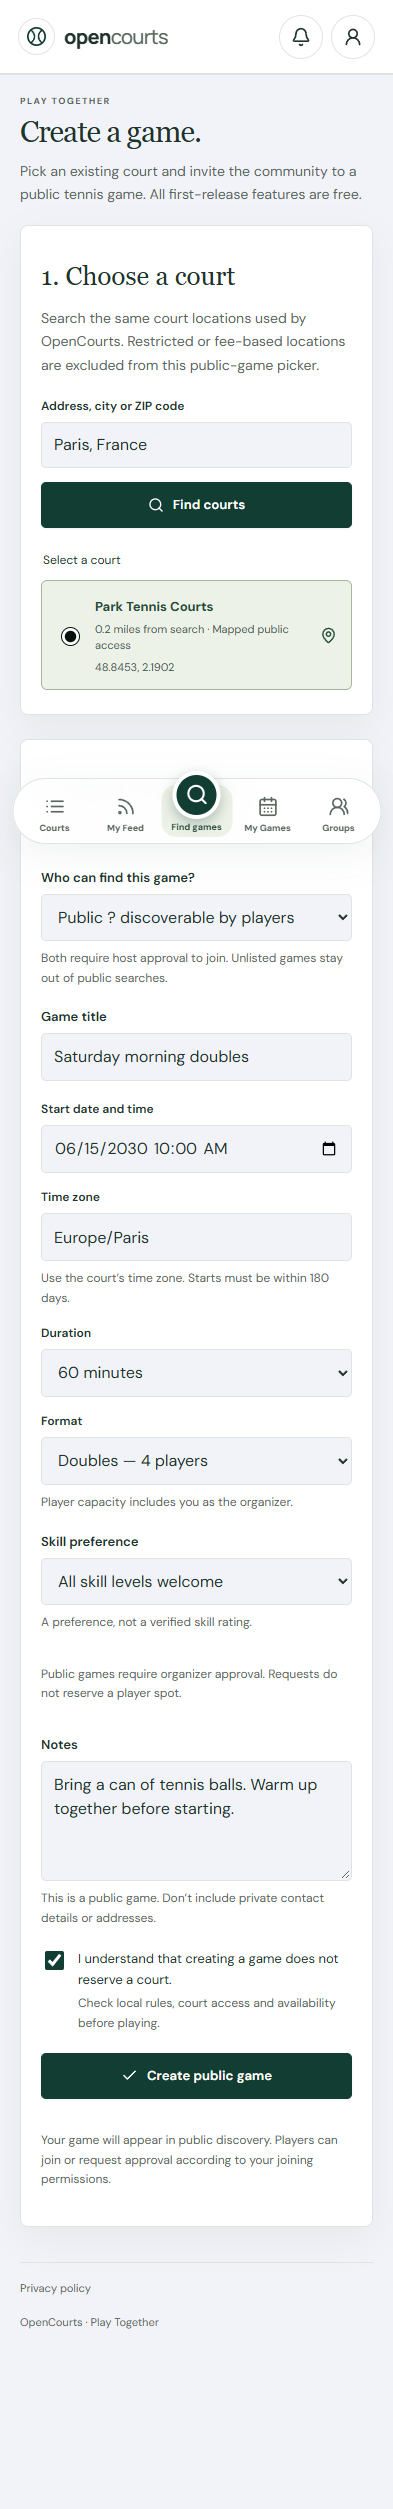 opencourts
PLAY TOGETHER
Create a game.
Pick an existing court and invite the community to a
public tennis game. All first-release features are free.
1. Choose a court
Search the same court locations used by
OpenCourts. Restricted or fee-based locations
are excluded from this public-game picker.
Address, city or ZIP code
Paris, France
Find courts
Select a court
Park Tennis Courts
0.2 miles from search · Mapped public
access
48.8453, 2.1902
Courts
My Feed
Find games
My Games
Groups
Who can find this game?
Public ? discoverable by players
Both require host approval to join. Unlisted games stay
out of public searches.
Game title
Saturday morning doubles
Start date and time
06/15/2030 10:00 AM
Time zone
Europe/Paris
Use the court’s time zone. Starts must be within 180
days.
Duration
60 minutes
Format
Doubles — 4 players
Player capacity includes you as the organizer.
Skill preference
All skill levels welcome
A preference, not a verified skill rating.
Public games require organizer approval. Requests do
not reserve a player spot.
Notes
Bring a can of tennis balls. Warm up
together before starting.
This is a public game. Don’t include private contact
details or addresses.
I understand that creating a game does not
reserve a court.
Check local rules, court access and availability
before playing.
Create public game
Your game will appear in public discovery. Players can
join or request approval according to your joining
permissions.
Privacy policy
OpenCourts · Play Together